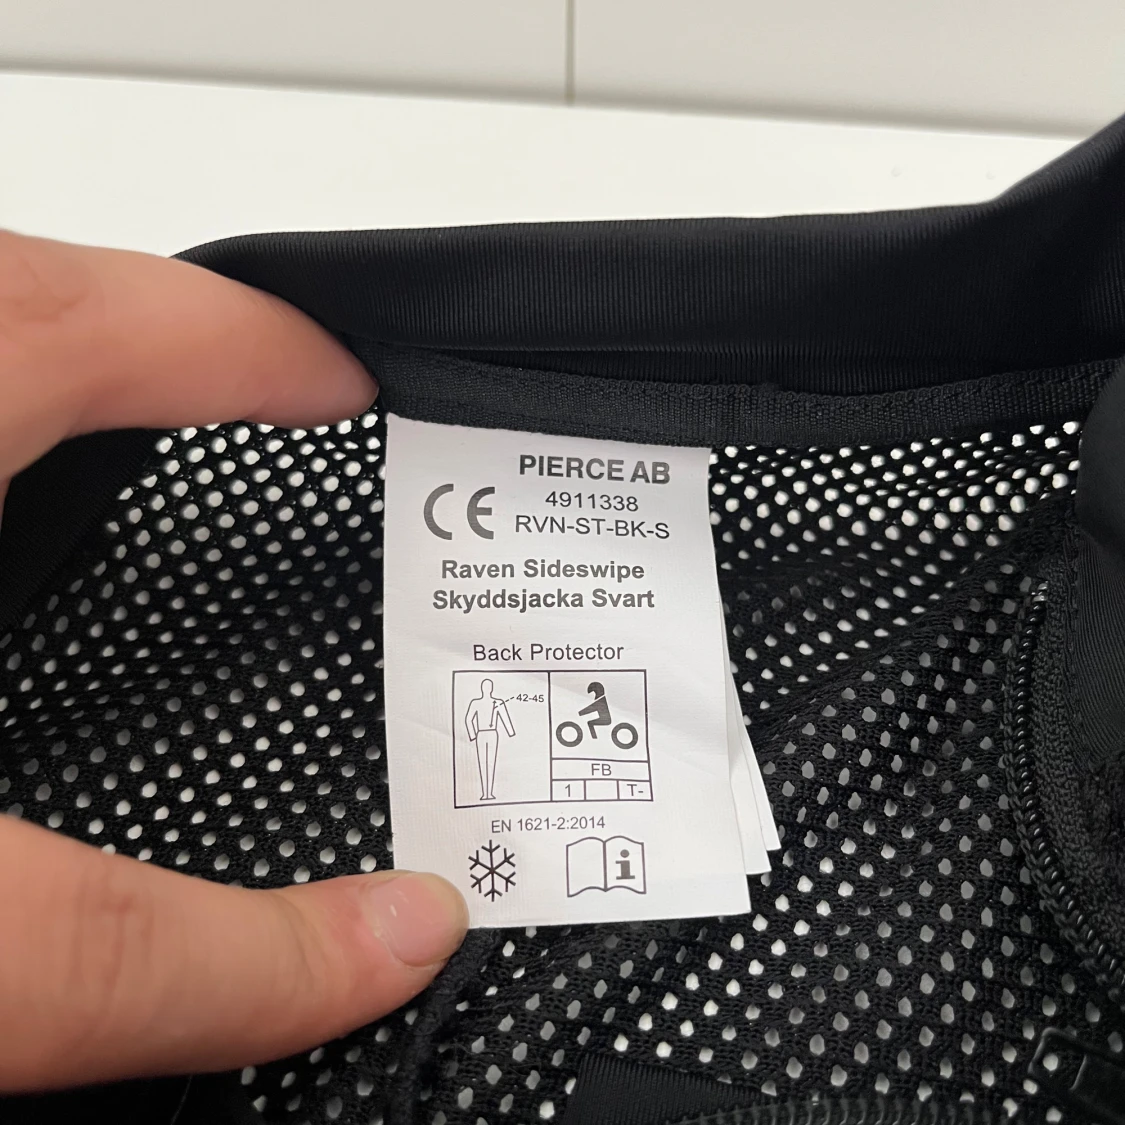 PIERCE AB
CE
4911338
RVN-ST-BK-S
Raven Sideswipe
Skyddsjacka Svart
Back Protector
42-45
FB
1 T-
EN 1621-2:2014
i